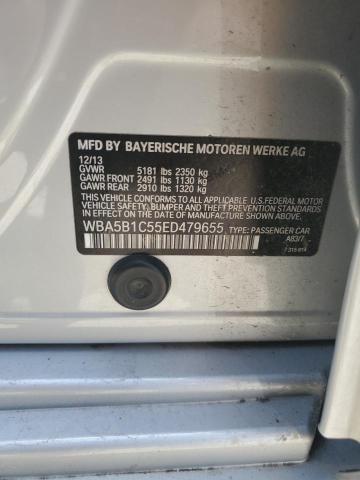 MFD BY BAYERISCHE MOTOREN WERKE AG
12/13
GVWR 5181 lbs 2350 kg
GAWR FRONT 2491 lbs 1130 kg
GAWR REAR 2910 lbs 1320 kg
THIS VEHICLE CONFORMS TO ALL APPLICABLE U.S. FEDERAL MOTOR
VEHICLE SAFETY, BUMPER AND THEFT PREVENTION
STANDARDS IN EFFECT ON THE DATE OF MANUFACTURE SHOWN ABOVE.
WBA5B1C55ED479655 TYPE: PASSENGER CAR
A83/7